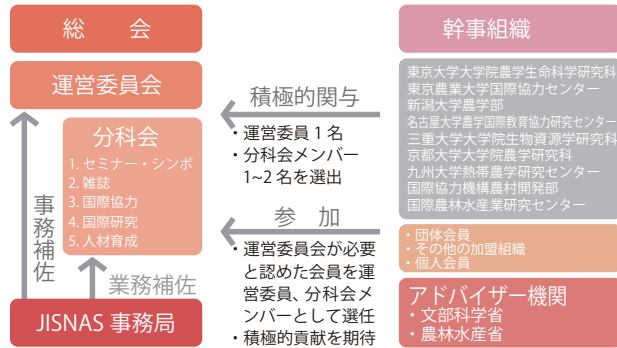 総 会
運営委員会
分科会
1. セミナー・シンポ
2. 雑誌
3. 国際協力
4. 国際研究
5. 人材育成
事務補佐
業務補佐
JISNAS 事務局
積極的関与
・運営委員 1 名
・分科会メンバー
1~2 名を選出
参 加
・運営委員会が必要
と認めた会員を運
営委員、分科会メ
ンバーとして選任
・積極的貢献を期待
幹事組織
東京大学大学院農学生命科学研究科
東京農業大学国際協力センター
新潟大学農学部
名古屋大学農学国際教育協力研究センター
三重大学大学院生物資源学研究科
京都大学大学院農学研究科
九州大学熱帯農学研究センター
国際協力機構農村開発部
国際農林水産業研究センター
・団体会員
・その他の加盟組織
・個人会員
アドバイザー機関
・文部科学省
・農林水産省